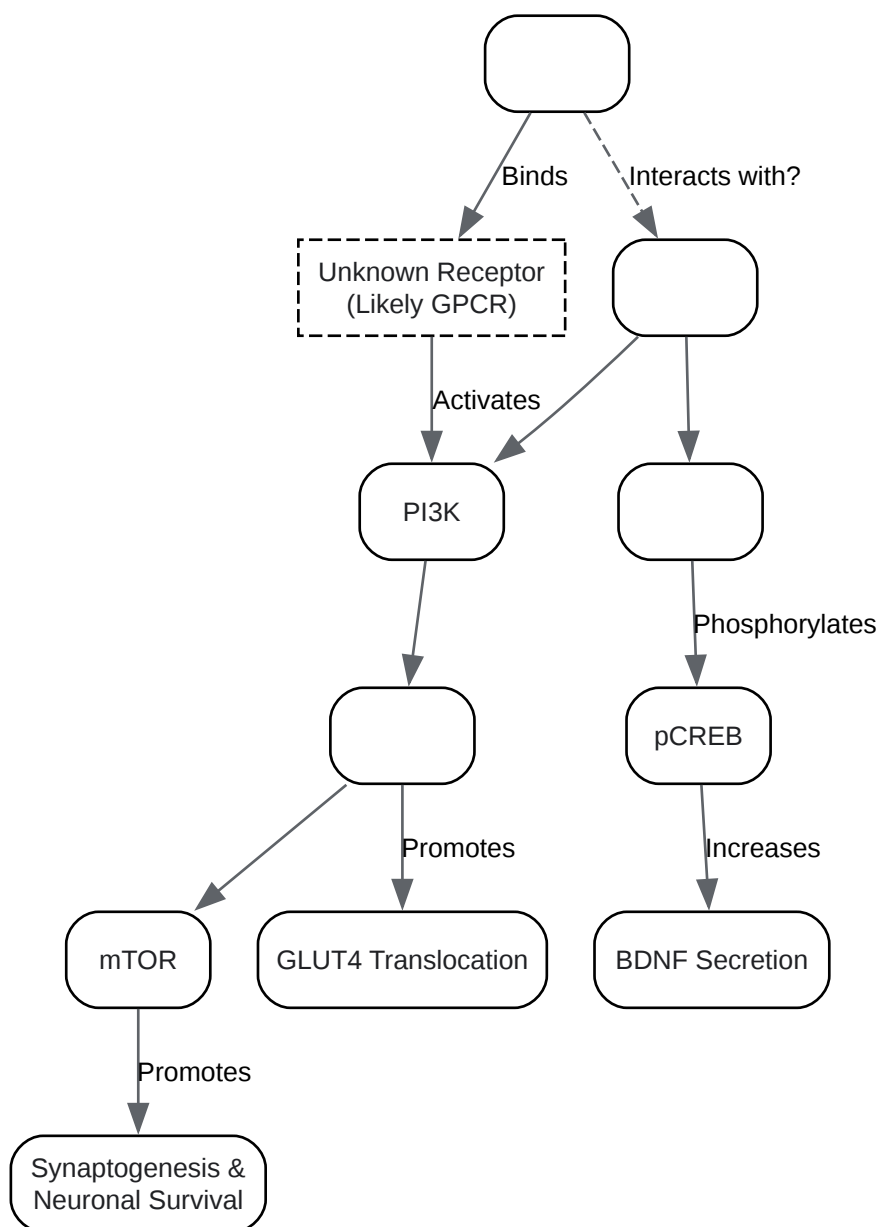 Binds
Interacts with?
Unknown Receptor
(Likely GPCR)
Activates
PI3K
Phosphorylates
pCREB
Promotes
Increases
mTOR
GLUT4 Translocation
BDNF Secretion
Promotes
Synaptogenesis &
Neuronal Survival